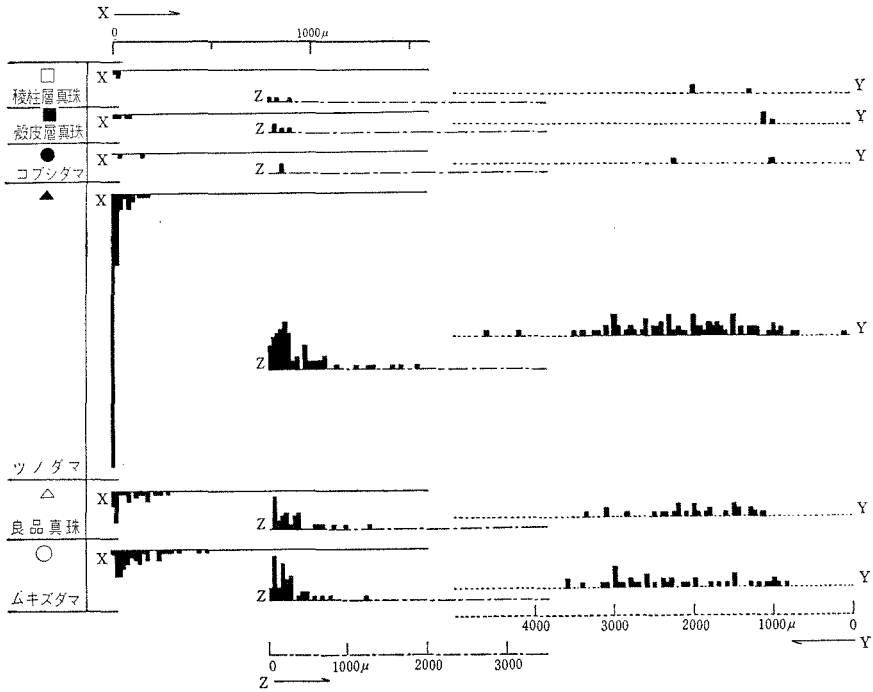 X
0 1000μ
□ X
稜柱層真珠 Z Y
■ X
殻皮層真珠 Z Y
● X
コブシダマ Z Y
▲ X
Z Y
ツノダマ
△ X
良品真珠 Z Y
○ X
ムキズダマ Z Y
4000 3000 2000 1000μ 0
Y
0 1000μ 2000 3000
Z